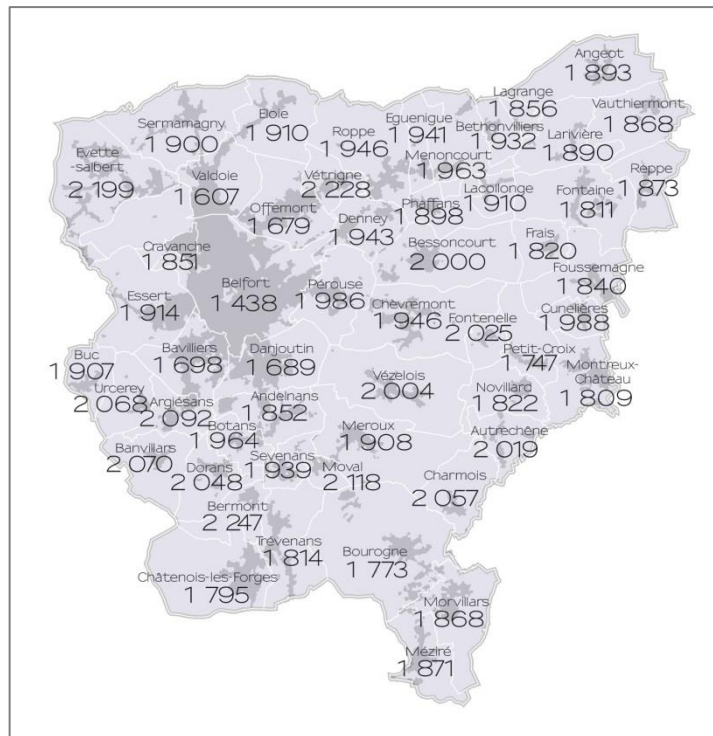 Angeot
1 893
Lagrange
1 856
Vauthiermont
1 868
Eloie
1 910
Sermamagny
1 900
Roppe
1 946
Eguenigue
1 941
Bethonvilliers
1 932
Larivière
1 890
Evette
-salbert
2 199
Valdoie
1 607
Vétrigne
2 228
Menoncourt
1 963
Reppe
1 873
Offemont
1 679
Denney
1 943
Phaffans
1 898
Lacollonge
1 910
Fontaine
1 811
Cravanche
1 851
Bessoncourt
2 000
Frais
1 820
Foussemagne
1 840
Essert
1 914
Belfort
1 438
Pérouse
1 986
Chèvremont
1 946
Fontenelle
2 025
Cunelières
1 988
Buc
1 907
Bavilliers
1 698
Danjoutin
1 689
Petit-Croix
1 747
Montreux-
Château
1 809
Urcerey
2 068
Argiésans
2 092
Andelnans
1 852
Vézelois
2 004
Novillard
1 822
Botans
1 964
Meroux
1 908
Autrechêne
2 019
Banvillars
2 070
Dorans
2 048
Sevenans
1 939
Moval
2 118
Charmois
2 057
Bermont
2 247
Trévenans
1 814
Bourogne
1 773
Châtenois-les-Forges
1 795
Morvillars
1 868
Méziré
1 871